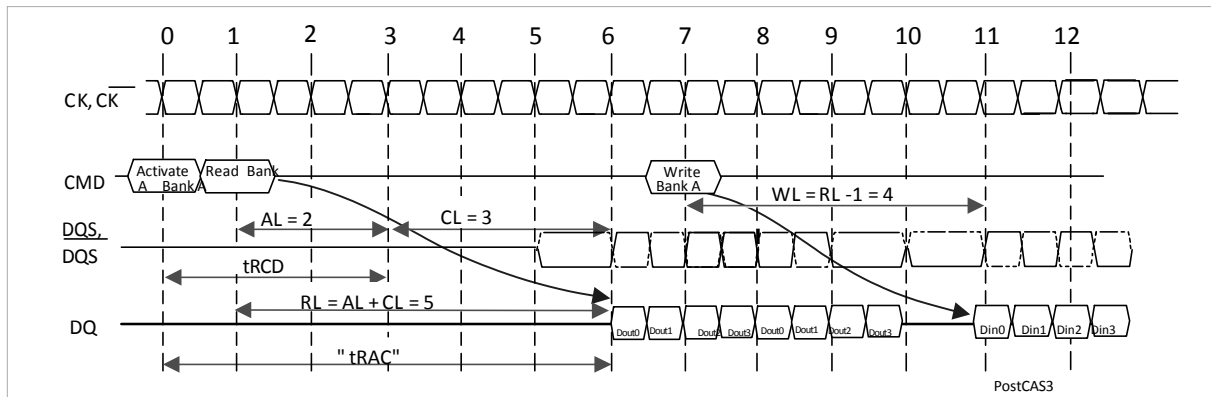 0 1 2 3 4 5 6 7 8 9 10 11 12
CK, CK
CMD
Activate
A Bank A
Read Bank
Write
Bank A
WL = RL -1 = 4
AL = 2
CL = 3
DQS,
DQS
tRCD
RL = AL + CL = 5
DQ
Dout0 Dout1 Dout2 Dout3 Dout0 Dout1 Dout2 Dout3
Din0 Din1 Din2 Din3
" tRAC"
PostCAS3